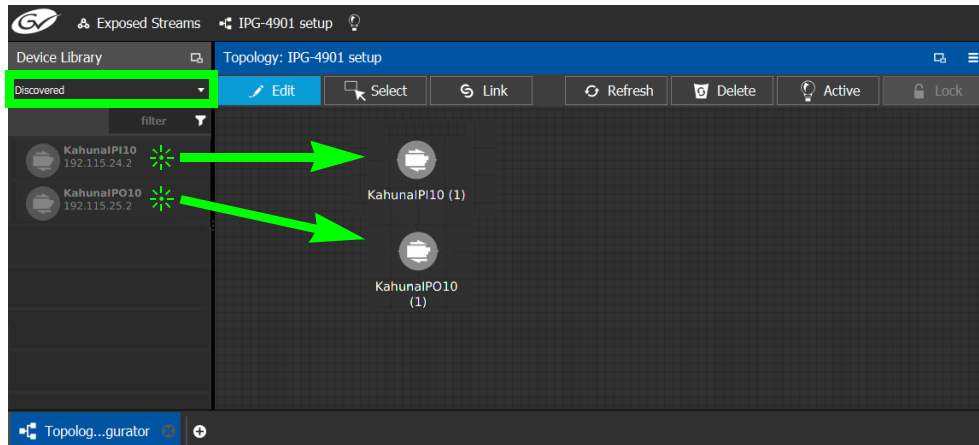 GV Exposed Streams IPG-4901 setup
Device Library
Topology: IPG-4901 setup
Discovered
Edit Select Link Refresh Delete Active Lock
filter
KahunaIPI10
192.115.24.2
KahunaIPO10
192.115.25.2
KahunaIPI10 (1)
KahunaIPO10
(1)
Topolog...gurator